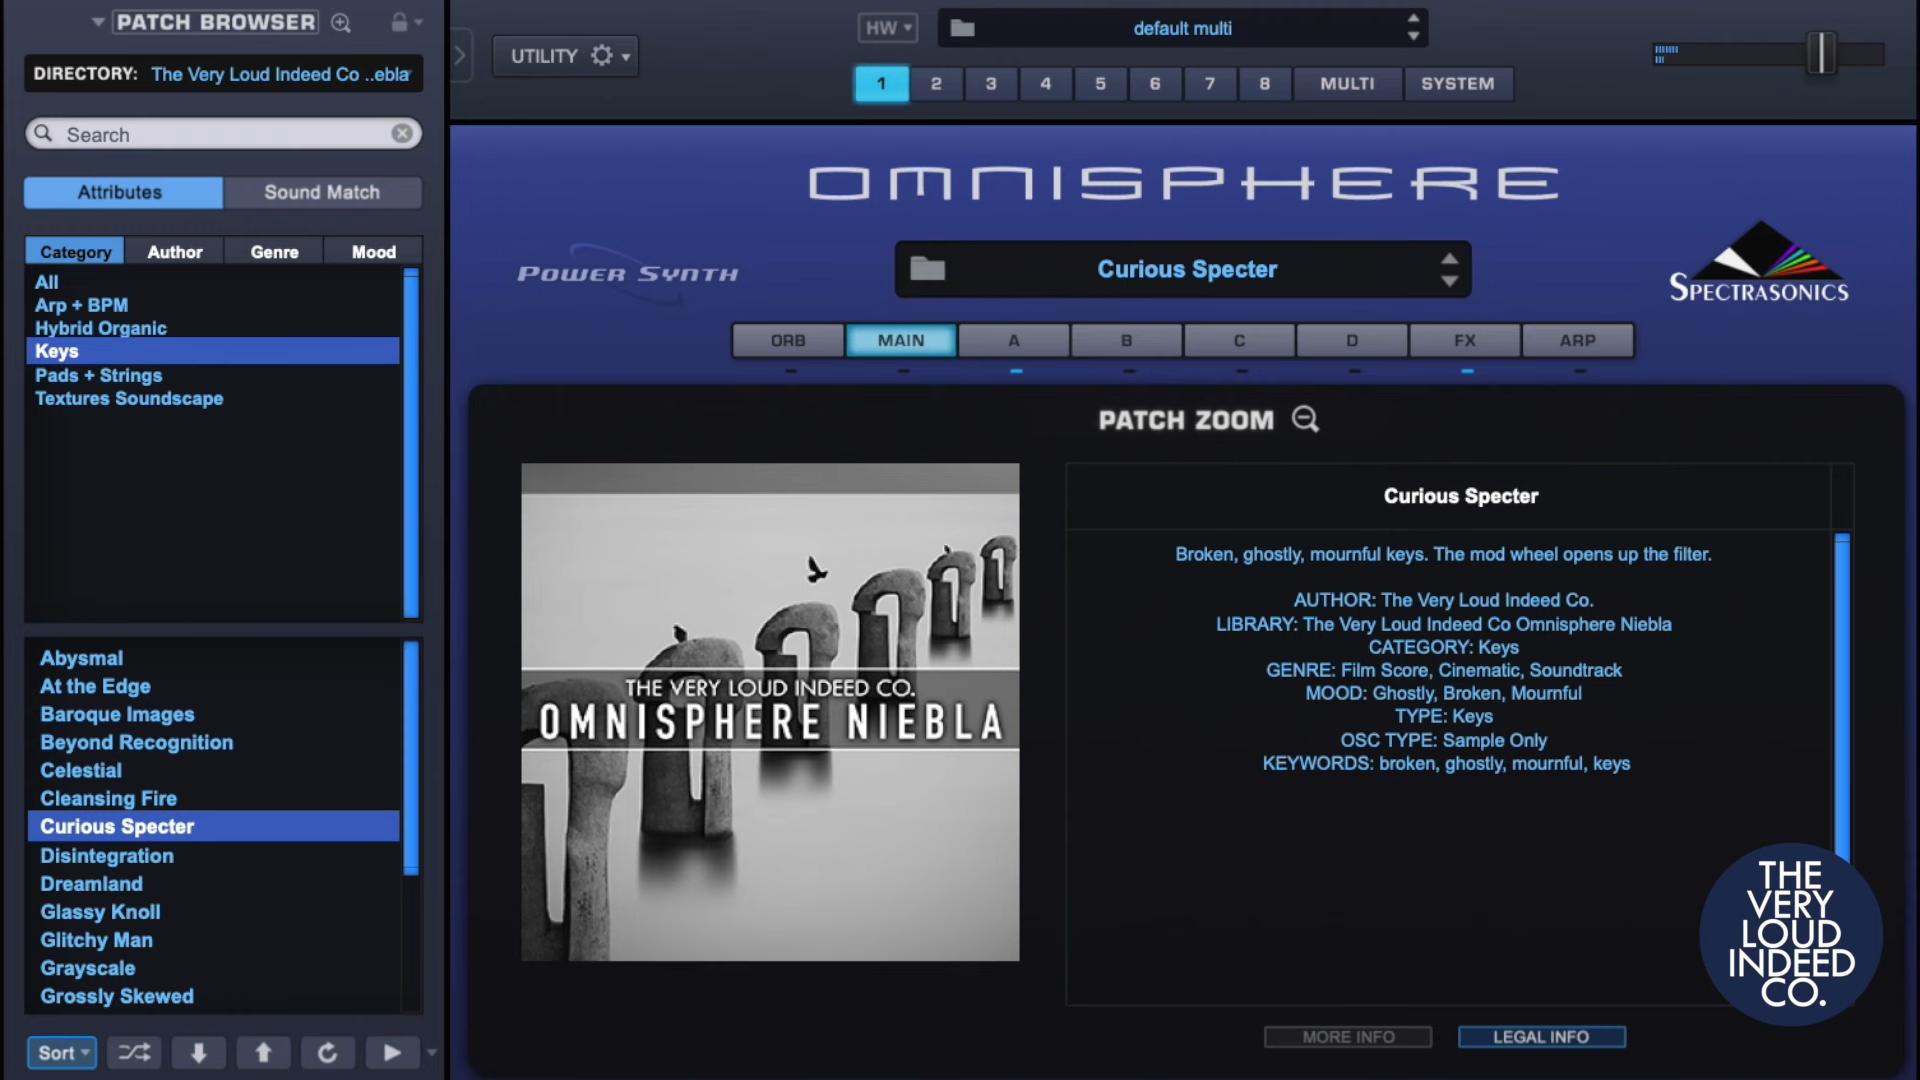 PATCH BROWSER
DIRECTORY: The Very Loud Indeed Co ..ebla
Search
Attributes
Sound Match
Category
Author
Genre
Mood
All
Arp + BPM
Hybrid Organic
Keys
Pads + Strings
Textures Soundscape
Abysmal
At the Edge
Baroque Images
Beyond Recognition
Celestial
Cleansing Fire
Curious Specter
Disintegration
Dreamland
Glassy Knoll
Glitchy Man
Grayscale
Grossly Skewed
Sort
UTILITY
HW
default multi
1
2
3
4
5
6
7
8
MULTI
SYSTEM
OMNISPHERE
POWER SYNTH
Curious Specter
SPECTRASONICS
ORB
MAIN
A
B
C
D
FX
ARP
PATCH ZOOM
THE VERY LOUD INDEED CO.
OMNISPHERE NIEBLA
Curious Specter
Broken, ghostly, mournful keys. The mod wheel opens up the filter.
AUTHOR: The Very Loud Indeed Co.
LIBRARY: The Very Loud Indeed Co Omnisphere Niebla
CATEGORY: Keys
GENRE: Film Score, Cinematic, Soundtrack
MOOD: Ghostly, Broken, Mournful
TYPE: Keys
OSC TYPE: Sample Only
KEYWORDS: broken, ghostly, mournful, keys
MORE INFO
LEGAL INFO
THE
VERY
LOUD
INDEED
CO.